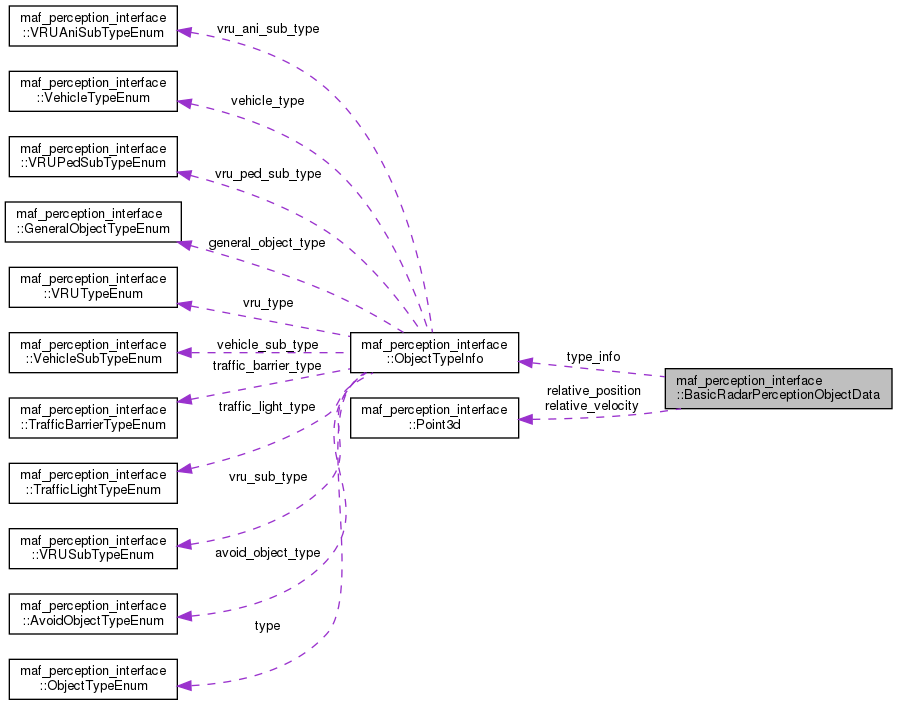 maf_perception_interface
::VRUAniSubTypeEnum
vru_ani_sub_type
maf_perception_interface
::VehicleTypeEnum
vehicle_type
maf_perception_interface
::VRUPedSubTypeEnum
vru_ped_sub_type
maf_perception_interface
::GeneralObjectTypeEnum
general_object_type
maf_perception_interface
::VRUTypeEnum
vru_type
maf_perception_interface
::VehicleSubTypeEnum
vehicle_sub_type
maf_perception_interface
::ObjectTypeInfo
type_info
maf_perception_interface
::BasicRadarPerceptionObjectData
traffic_barrier_type
maf_perception_interface
::TrafficBarrierTypeEnum
relative_position
relative_velocity
maf_perception_interface
::Point3d
traffic_light_type
maf_perception_interface
::TrafficLightTypeEnum
vru_sub_type
maf_perception_interface
::VRUSubTypeEnum
avoid_object_type
maf_perception_interface
::AvoidObjectTypeEnum
type
maf_perception_interface
::ObjectTypeEnum